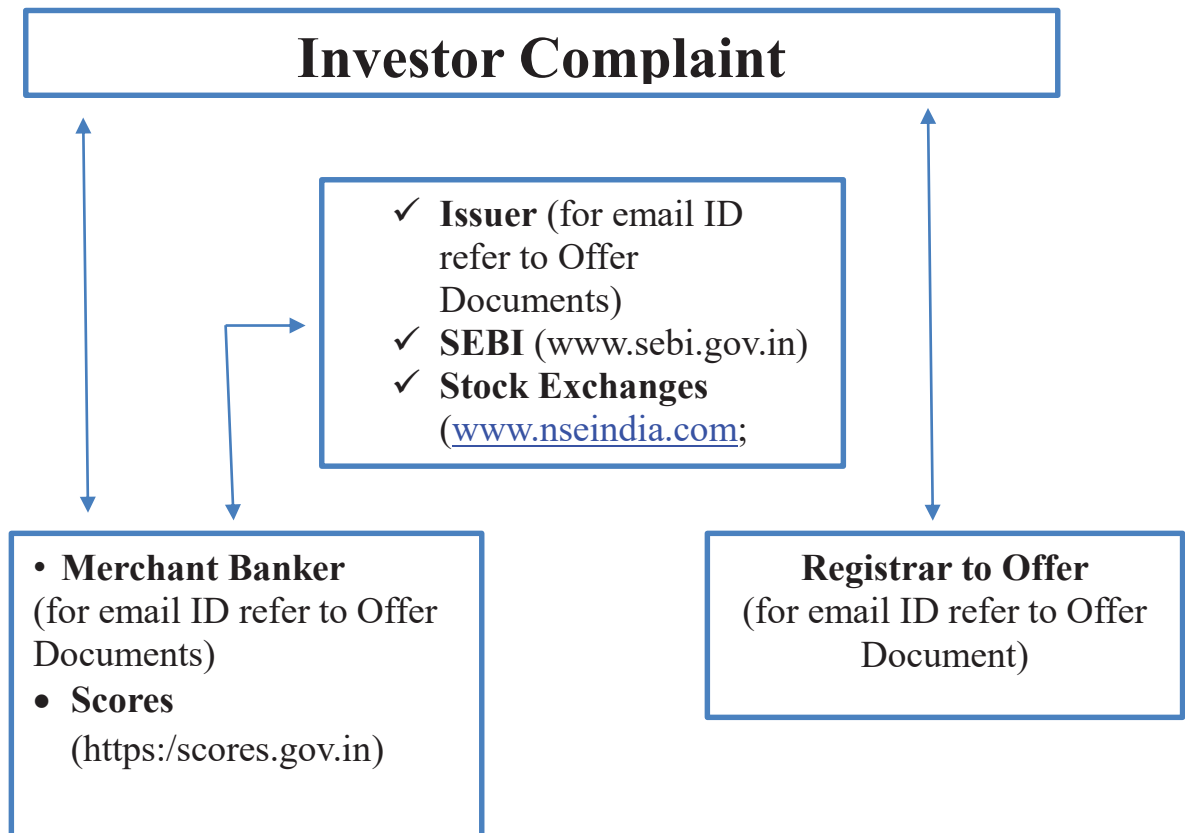 Investor Complaint
✓ Issuer (for email ID
refer to Offer
Documents)
✓ SEBI (www.sebi.gov.in)
✓ Stock Exchanges
(www.nseindia.com;
• Merchant Banker
(for email ID refer to Offer
Documents)
• Scores
(https:/scores.gov.in)
Registrar to Offer
(for email ID refer to Offer
Document)